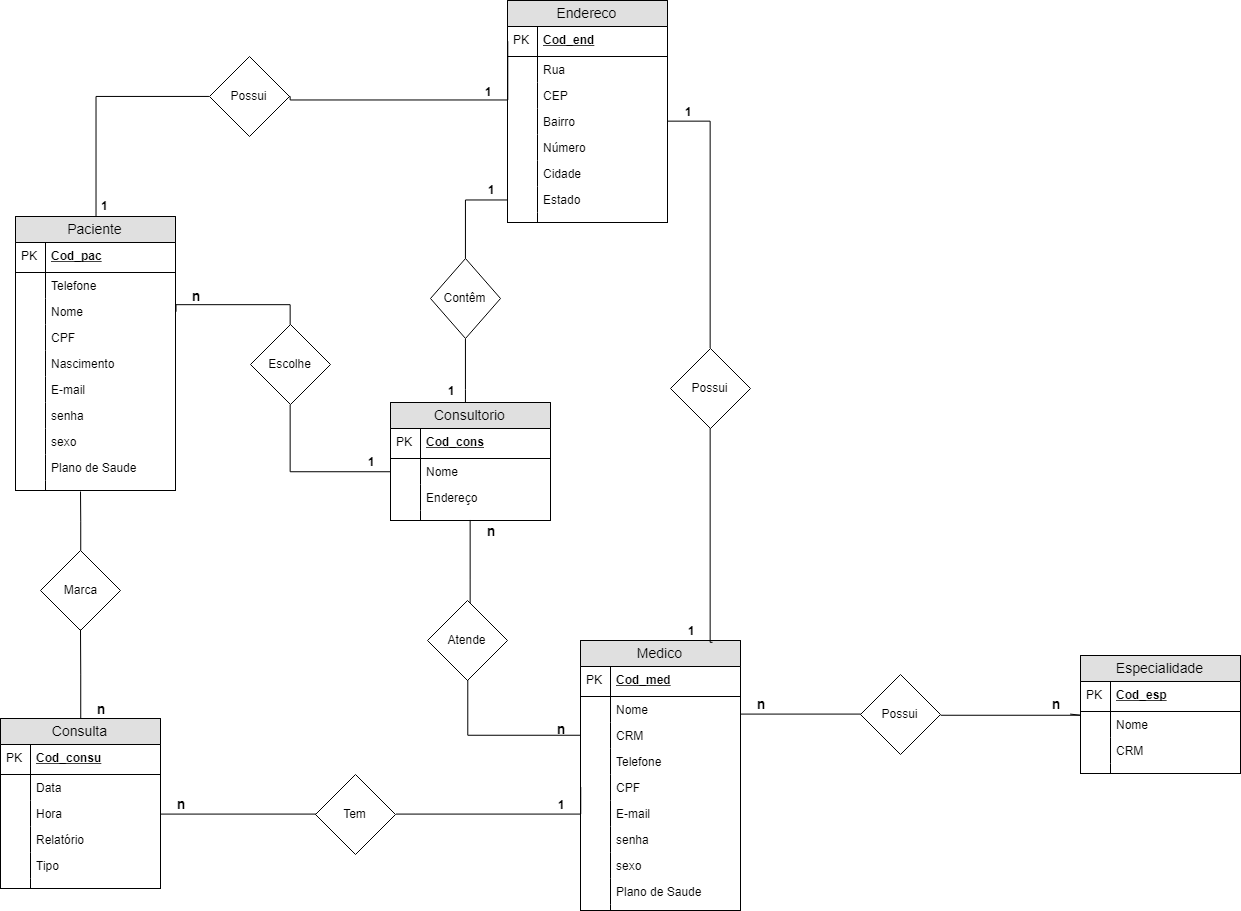 Endereco
PK Cod_end
Rua
CEP
Bairro
Número
Cidade
Estado
Possui
1
1
1
1
Paciente
PK Cod_pac
Telefone
Nome
CPF
Nascimento
E-mail
senha
sexo
Plano de Saude
n
Escolhe
1
Contêm
1
Possui
1
Consultorio
PK Cod_cons
Nome
Endereço
n
Atende
n
Marca
n
Consulta
PK Cod_consu
Data
Hora
Relatório
Tipo
n
Tem
1
Medico
PK Cod_med
Nome
CRM
Telefone
CPF
E-mail
senha
sexo
Plano de Saude
n
Possui
n
Especialidade
PK Cod_esp
Nome
CRM